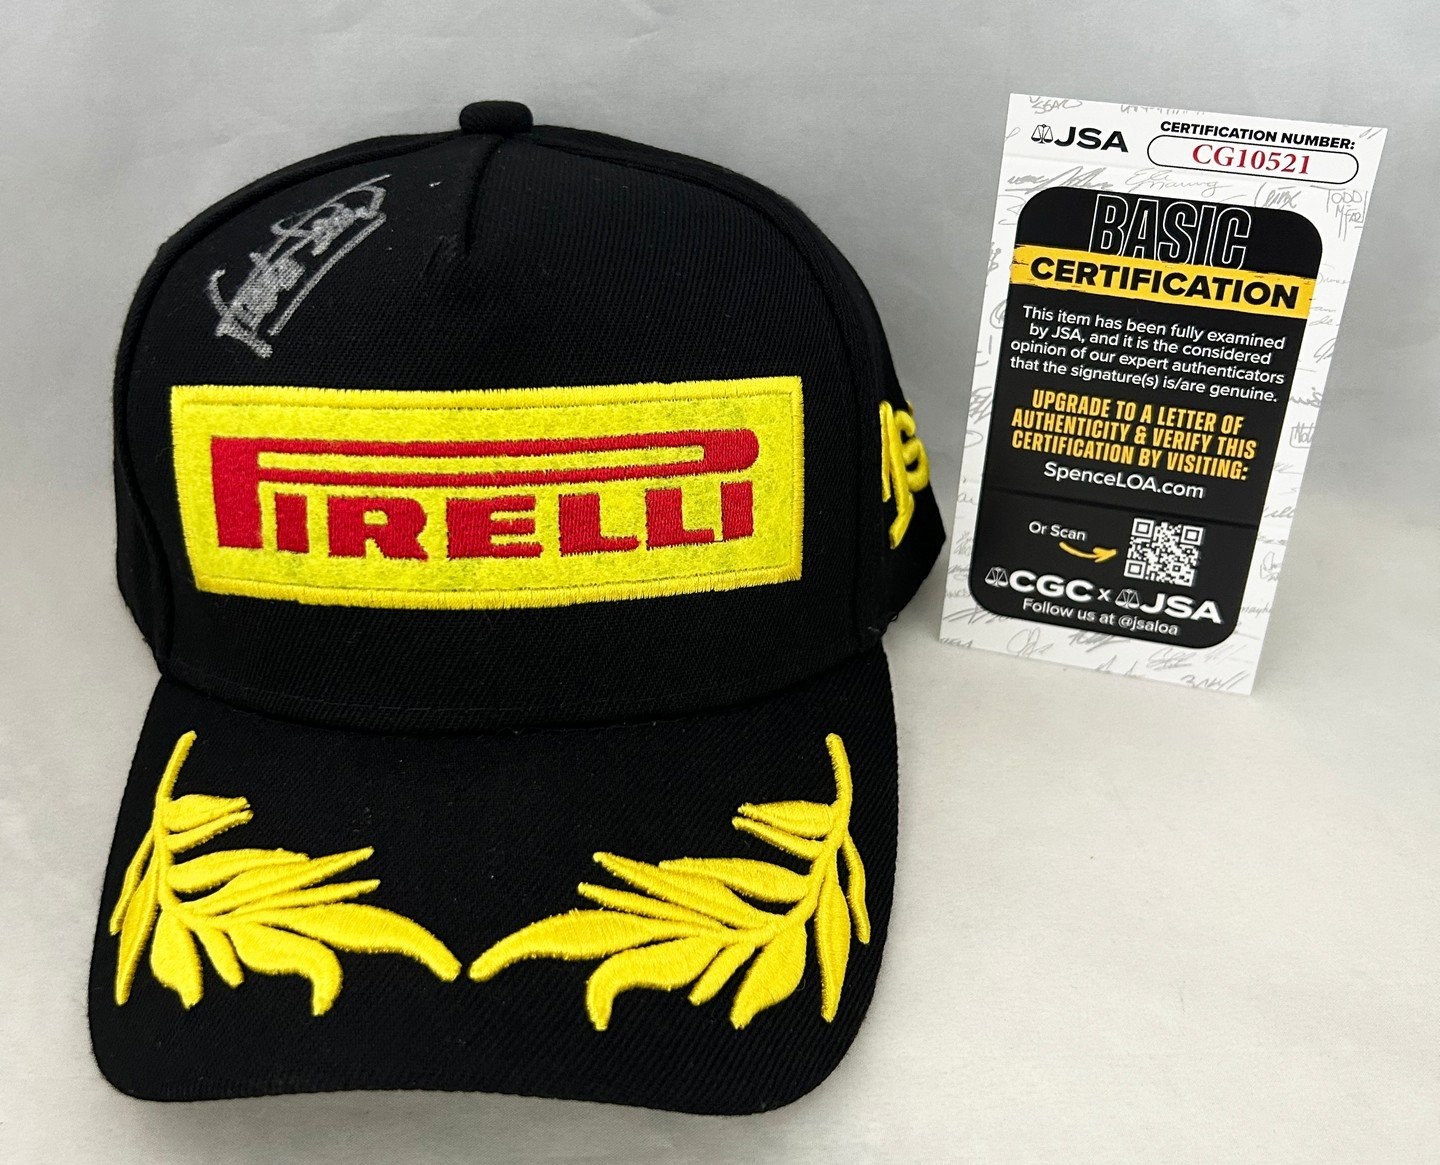 PIRELLI
JSA
CERTIFICATION NUMBER:
CG10521
BASIC
CERTIFICATION
This item has been fully examined
by JSA, and it is the considered
opinion of our expert authenticators
that the signature(s) is/are genuine.
UPGRADE TO A LETTER OF
AUTHENTICITY & VERIFY THIS
CERTIFICATION BY VISITING:
SpenceLOA.com
Or Scan
CGC x JSA
Follow us at @jsaloa